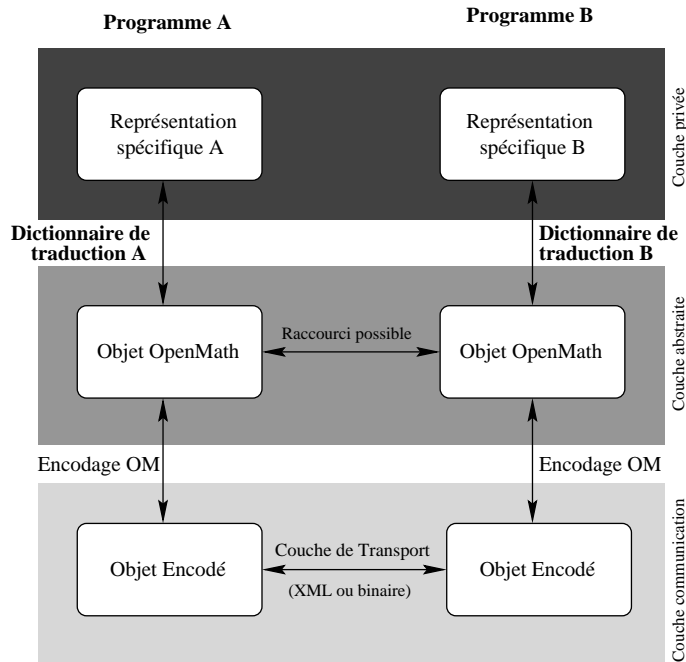 Programme A
Programme B
Représentation
spécifique A
Représentation
spécifique B
Couche privée
Dictionnaire de
traduction A
Dictionnaire de
traduction B
Objet OpenMath
Raccourci possible
Objet OpenMath
Couche abstraite
Encodage OM
Encodage OM
Objet Encodé
Couche de Transport
(XML ou binaire)
Objet Encodé
Couche communication